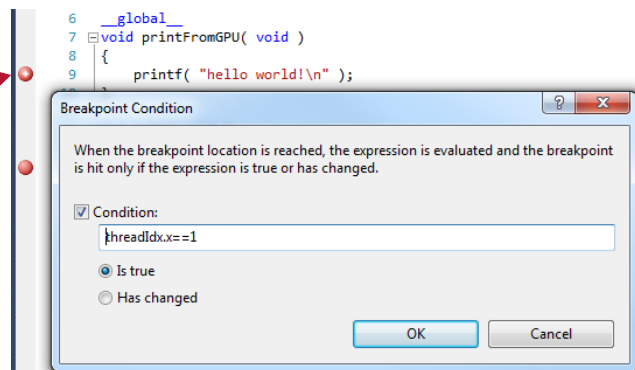 6 __global__
7 void printFromGPU( void )
8 {
9 printf( "hello world!\n" );
Breakpoint Condition
When the breakpoint location is reached, the expression is evaluated and the breakpoint
is hit only if the expression is true or has changed.
Condition:
threadIdx.x==1
Is true
Has changed
OK Cancel